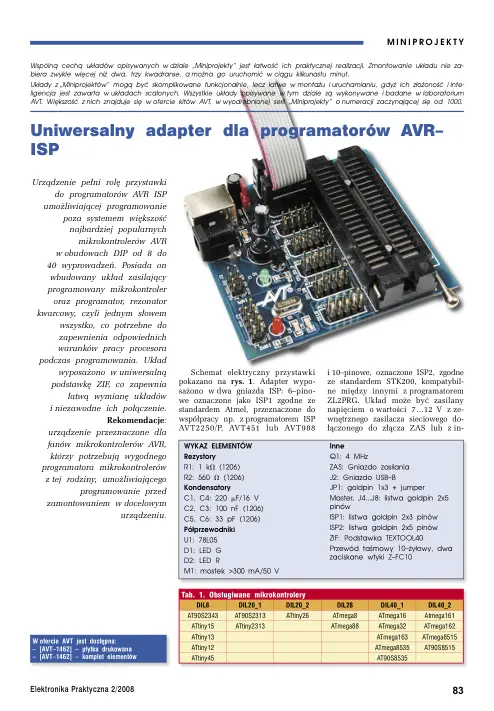 MINIPROJEKTY
Wspólną cechą układów opisywanych w dziale „Miniprojekty” jest łatwość ich praktycznej realizacji. Zmontowanie układu nie za-
biera zwykle więcej niż dwa, trzy kwadranse, a można go uruchomić w ciągu kilkunastu minut.
Układy z „Miniprojektów” mogą być skomplikowane funkcjonalnie, lecz łatwe w montażu i uruchamianiu, gdyż ich złożoność i inte-
ligencja jest zawarta w układach scalonych. Wszystkie układy opisywane w tym dziale są wykonywane i badane w laboratorium
AVT. Większość z nich znajduje się w ofercie kitów AVT, w wyodrębnionej serii „Miniprojekty” o numeracji zaczynającej się od 1000.
Uniwersalny adapter dla programatorów AVR–
ISP
Urządzenie pełni rolę przystawki
do programatorów AVR ISP
umożliwiającej programowanie
poza systemem większość
najbardziej popularnych
mikrokontrolerów AVR
w obudowach DIP od 8 do
40 wyprowadzeń. Posiada on
wbudowany układ zasilający
programowany mikrokontroler
oraz programator, rezonator
kwarcowy, czyli jednym słowem
wszystko, co potrzebne do
zapewnienia odpowiednich
warunków pracy procesora
podczas programowania. Układ
wyposażono w uniwersalną
podstawkę ZIF, co zapewnia
łatwą wymianę układów
i niezawodne ich połączenie.
Rekomendacje:
urządzenie przeznaczone dla
fanów mikrokontrolerów AVR,
którzy potrzebują wygodnego
programatora mikrokontrolerów
z tej rodziny, umożliwiającego
programowanie przed
zamontowaniem w docelowym
urządzeniu.
AVT
Schemat elektryczny przystawki
pokazano na rys. 1. Adapter wypo-
sażono w dwa gniazda ISP: 6–pino-
we oznaczone jako ISP1 zgodne ze
standardem Atmel, przeznaczone do
współpracy np. z programatorem ISP
AVT2250/P, AVT451 lub AVT988
i 10–pinowe, oznaczone ISP2, zgodne
ze standardem STK200, kompatybil-
ne między innymi z programatorem
ZL2PRG. Układ może być zasilany
napięciem o wartości 7...12 V z ze-
wnętrznego zasilacza sieciowego do-
łączonego do złącza ZAS lub z in-
WYKAZ ELEMENTÓW
Rezystory
R1: 1 kΩ (1206)
R2: 560 Ω (1206)
Kondensatory
C1, C4: 220 µF/16 V
C2, C3: 100 nF (1206)
C5, C6: 33 pF (1206)
Półprzewodniki
U1: 78L05
D1: LED G
D2: LED R
M1: mostek >300 mA/50 V
Inne
Q1: 4 MHz
ZAS: Gniazdo zasilania
J2: Gniazdo USB–B
JP1: goldpin 1x3 + jumper
Master, J4...J8: listwa goldpin 2x5
pinów
ISP1: listwa goldpin 2x3 pinów
ISP2: listwa goldpin 2x5 pinów
ZIF: Podstawka TEXTOOL40
Przewód taśmowy 10–żyłowy, dwa
zaciskane wtyki Z–FC10
Tab. 1. Obsługiwane mikrokontrolery
DIL8 DIL20_1 DIL20_2 DIL28 DIL40_1 DIL40_2
AT90S2343 AT90S2313 ATtiny26 ATmega8 ATmega16 Atmega161
ATtiny15 ATtiny2313 ATmega88 ATmega32 ATmega162
ATtiny13 ATmega163 ATmega8515
ATtiny12 ATmega8535 AT90S8515
ATtiny45 AT90S8535
W ofercie AVT jest dostępna:
– [AVT–1462] – płytka drukowana
– [AVT–1462] – komplet elementów
Elektronika Praktyczna 2/2008
83